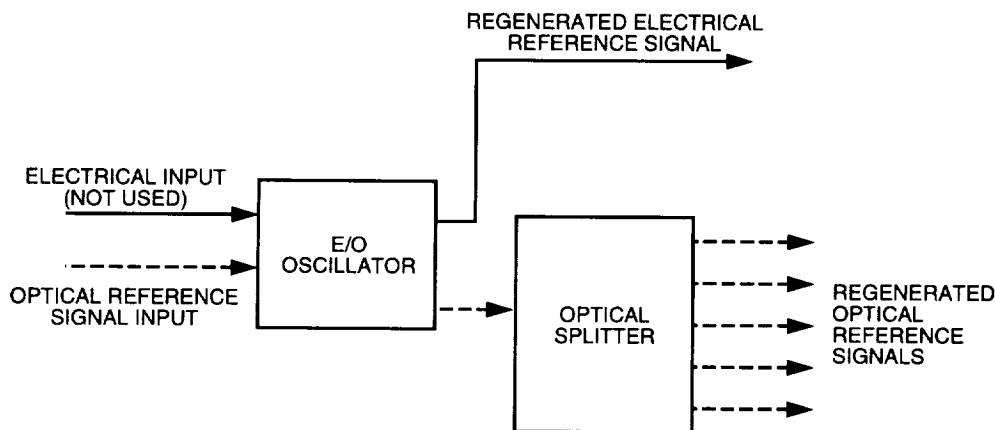 REGENERATED ELECTRICAL
REFERENCE SIGNAL
ELECTRICAL INPUT
(NOT USED)
E/O
OSCILLATOR
OPTICAL REFERENCE
SIGNAL INPUT
OPTICAL
SPLITTER
REGENERATED
OPTICAL
REFERENCE
SIGNALS